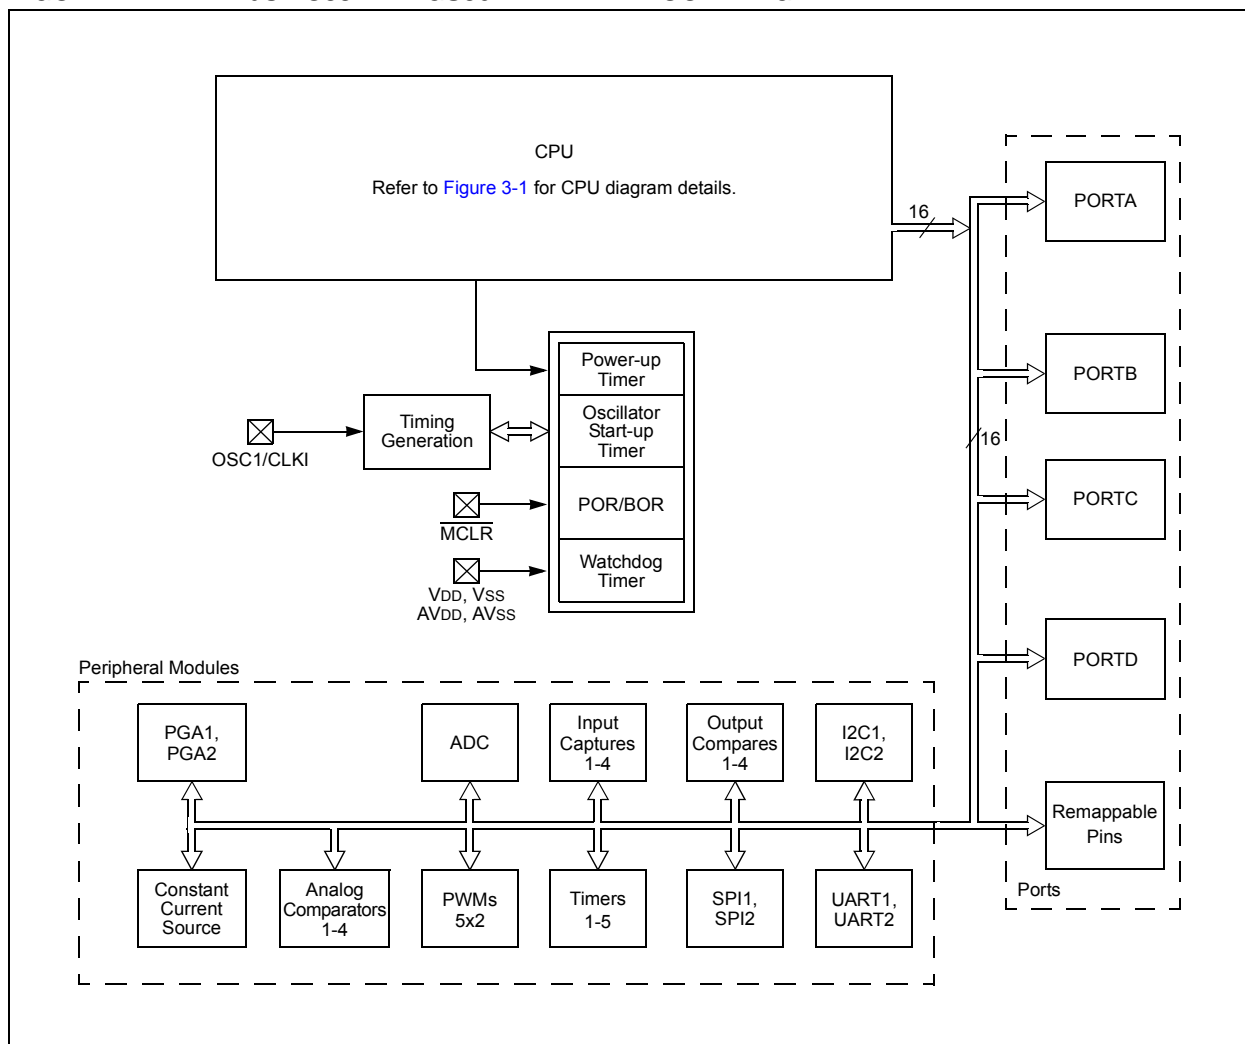 CPU
Refer to Figure 3-1 for CPU diagram details.
16
PORTA
PORTB
16
PORTC
PORTD
Remappable
Pins
Ports
Power-up
Timer
Oscillator
Start-up
Timer
POR/BOR
Watchdog
Timer
Timing
Generation
OSC1/CLKI
MCLR
VDD, VSS
AVDD, AVSS
Peripheral Modules
PGA1,
PGA2
ADC
Input
Captures
1-4
Output
Compares
1-4
I2C1,
I2C2
Constant
Current
Source
Analog
Comparators
1-4
PWMs
5x2
Timers
1-5
SPI1,
SPI2
UART1,
UART2